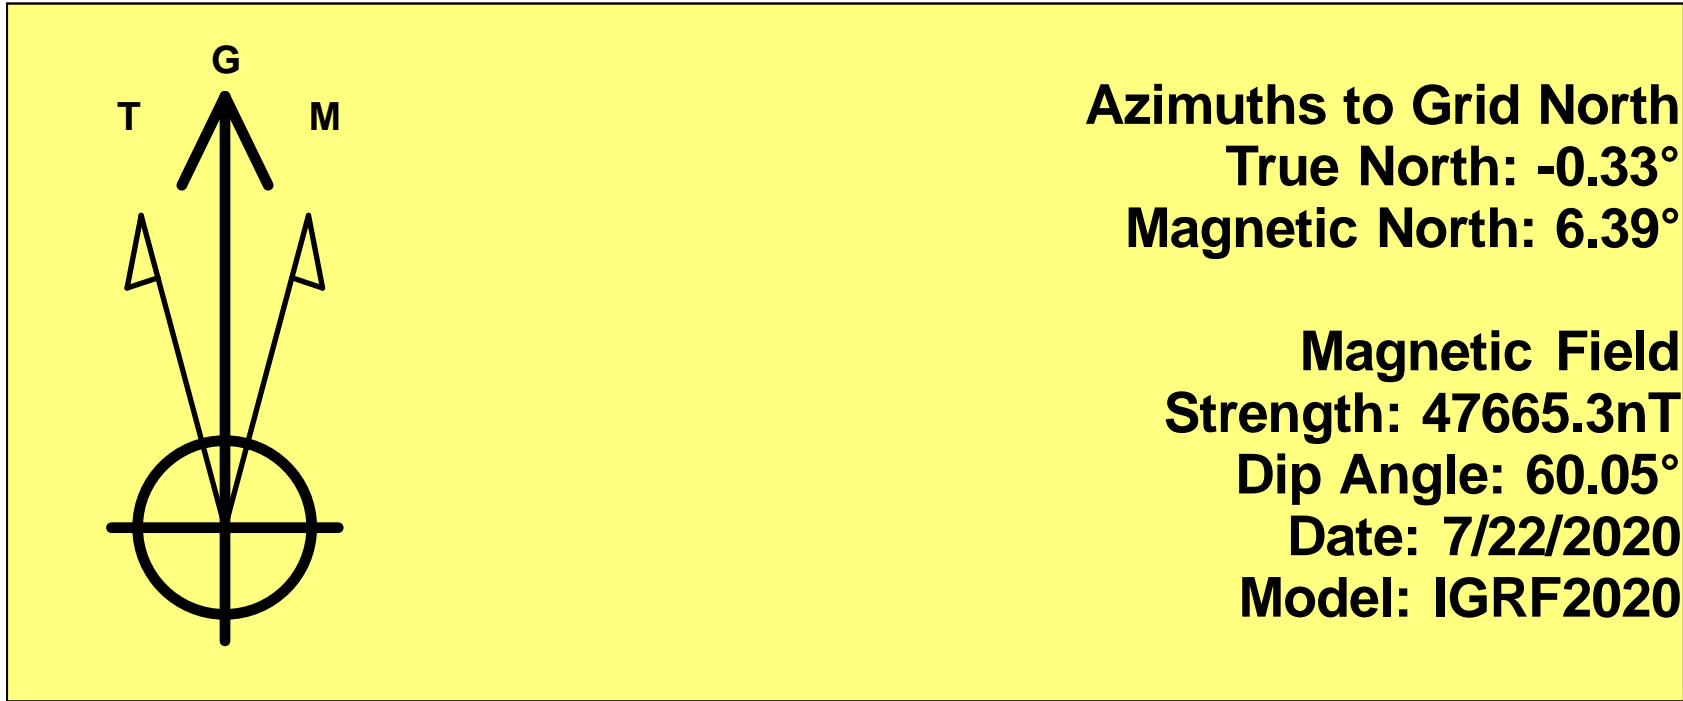 G
T
M
Azimuths to Grid North
True North: -0.33°
Magnetic North: 6.39°
Magnetic Field
Strength: 47665.3nT
Dip Angle: 60.05°
Date: 7/22/2020
Model: IGRF2020